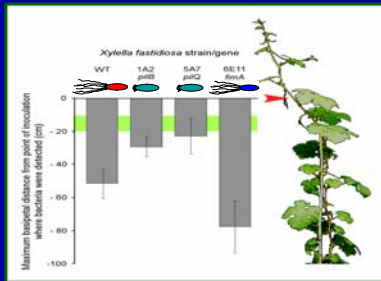 Xylella fastidiosa strain/gene
WT 1A2 5A7 6E11
pilB pilQ fimA
0
-20
-40
-60
-80
-100
Maximum basipetal distance from point of inoculation
where bacteria were detected (cm)